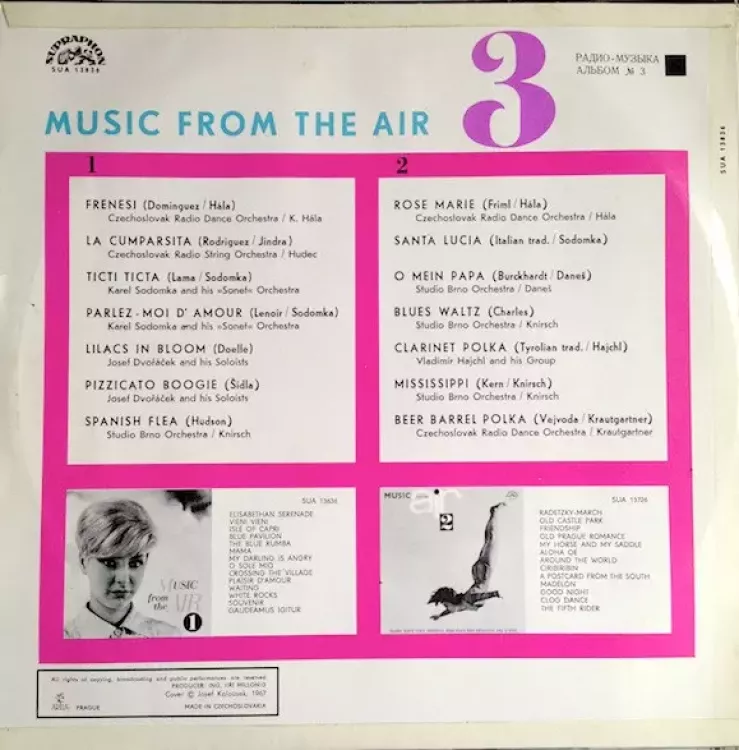 SUPRAPHON
SUA 13836
РАДИО-МУЗЫКА
АЛЬБОМ № 3
3
MUSIC FROM THE AIR
SUA 13836
1
FRENESI (Dominguez/Hála)
Czechoslovak Radio Dance Orchestra / K. Hála
LA CUMPARSITA (Rodriguez/Jindra)
Czechoslovak Radio String Orchestra / Hudec
TICTI TICTA (Lama/Sodomka)
Karel Sodomka and his »Sonet« Orchestra
PARLEZ-MOI D' AMOUR (Lenoir/Sodomka)
Karel Sodomka and his »Sonet« Orchestra
LILACS IN BLOOM (Doelle)
Josef Dvořáček and his Soloists
PIZZICATO BOOGIE (Šidla)
Josef Dvořáček and his Soloists
SPANISH FLEA (Hudson)
Studio Brno Orchestra / Knirsch
2
ROSE MARIE (Friml/Hála)
Czechoslovak Radio Dance Orchestra / Hála
SANTA LUCIA (Italian trad./Sodomka)
O MEIN PAPA (Burckhardt/Daneš)
Studio Brno Orchestra / Daneš
BLUES WALTZ (Charles)
Studio Brno Orchestra / Knirsch
CLARINET POLKA (Tyrolian trad./Hajchl)
Vladimír Hajchl and his Group
MISSISSIPPI (Kern/Knirsch)
Studio Brno Orchestra / Knirsch
BEER BARREL POLKA (Vejvoda/Krautgartner)
Czechoslovak Radio Dance Orchestra / Krautgartner
MUSIC
from
the AIR
1
SUA 13636
ELISABETHAN SERENADE
VIENI VIENI
ISLE OF CAPRI
BLUE PAVILION
THE BLUE RUMBA
MAMA
MY DARLING IS ANGRY
O SOLE MIO
CROSSING THE VILLAGE
PLAISIR D'AMOUR
WAITING
WHITE ROCKS
SOUVENIR
GAUDEAMUS IGITUR
MUSIC
air
2
SUA 13726
RADETZKY-MARCH
OLD CASTLE PARK
FRIENDSHIP
OLD PRAGUE ROMANCE
MY HORSE AND MY SADDLE
ALOHA OE
AROUND THE WORLD
CIRIBIRIBIN
A POSTCARD FROM THE SOUTH
MADELON
GOOD NIGHT
CLOG DANCE
THE FIFTH RIDER
All rights of copying, broadcasting and public performances are reserved
PRODUCER: ING. JIŘÍ MILLONIG
Cover © Josef Kalousek, 1967
PRAGUE
MADE IN CZECHOSLOVAKIA